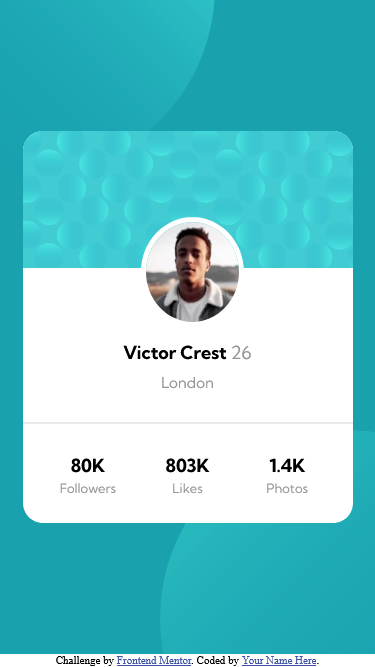 Victor Crest 26
London
80K 803K 1.4K
Followers Likes Photos
Challenge by Frontend Mentor. Coded by Your Name Here.